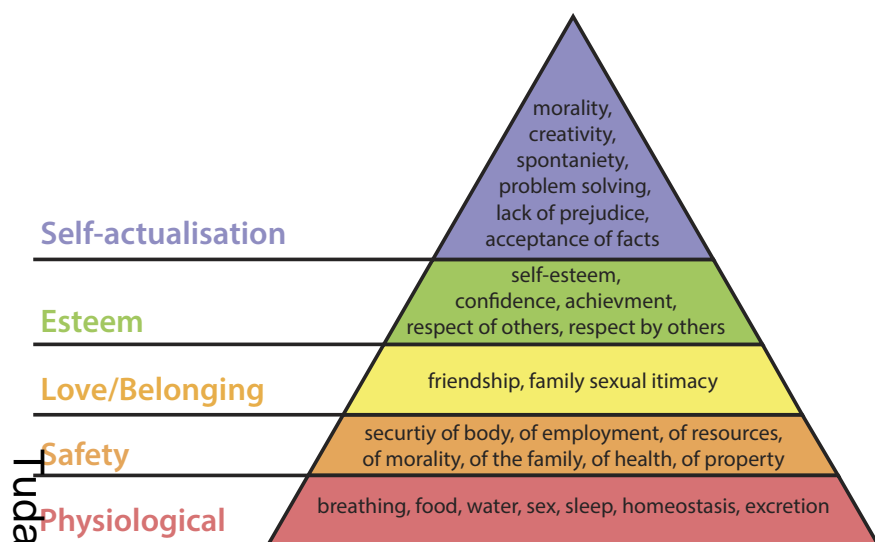 morality,
creativity,
spontaniety,
problem solving,
lack of prejudice,
acceptance of facts
Self-actualisation
self-esteem,
confidence, achievment,
respect of others, respect by others
Esteem
friendship, family sexual itimacy
Love/Belonging
securtiy of body, of employment, of resources,
of morality, of the family, of health, of property
Safety
breathing, food, water, sex, sleep, homeostasis, excretion
Physiological
Tuda